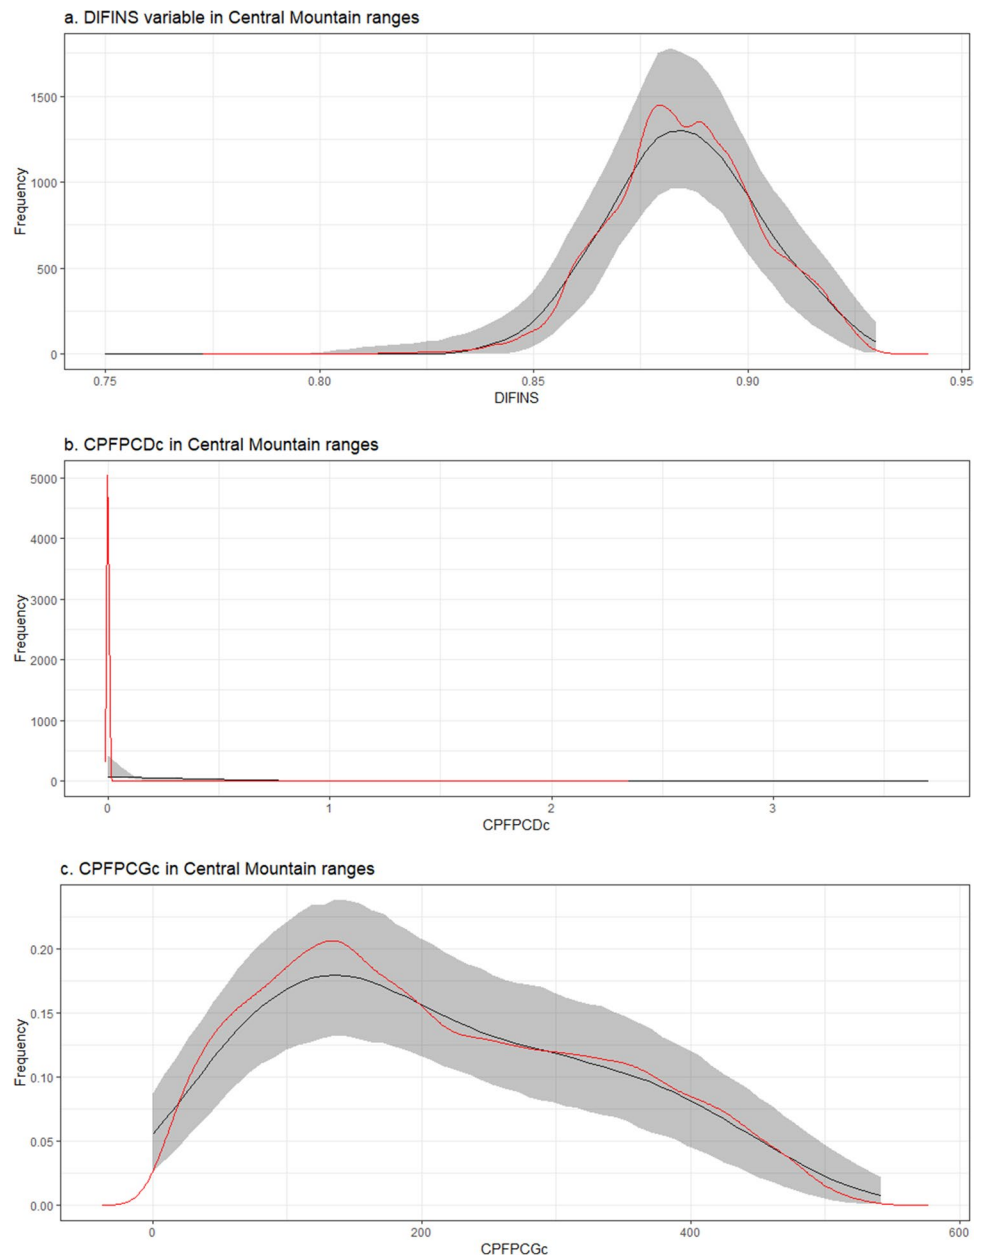 a. DIFINS variable in Central Mountain ranges
1500
1000
500
0
Frequency
0.75 0.80 0.85 0.90 0.95
DIFINS
b. CPFPCDc in Central Mountain ranges
5000
4000
3000
2000
1000
0
Frequency
0 1 2 3
CPFPCDc
c. CPFPCGc in Central Mountain ranges
0.20
0.15
0.10
0.05
0.00
Frequency
0 200 400 600
CPFPCGc